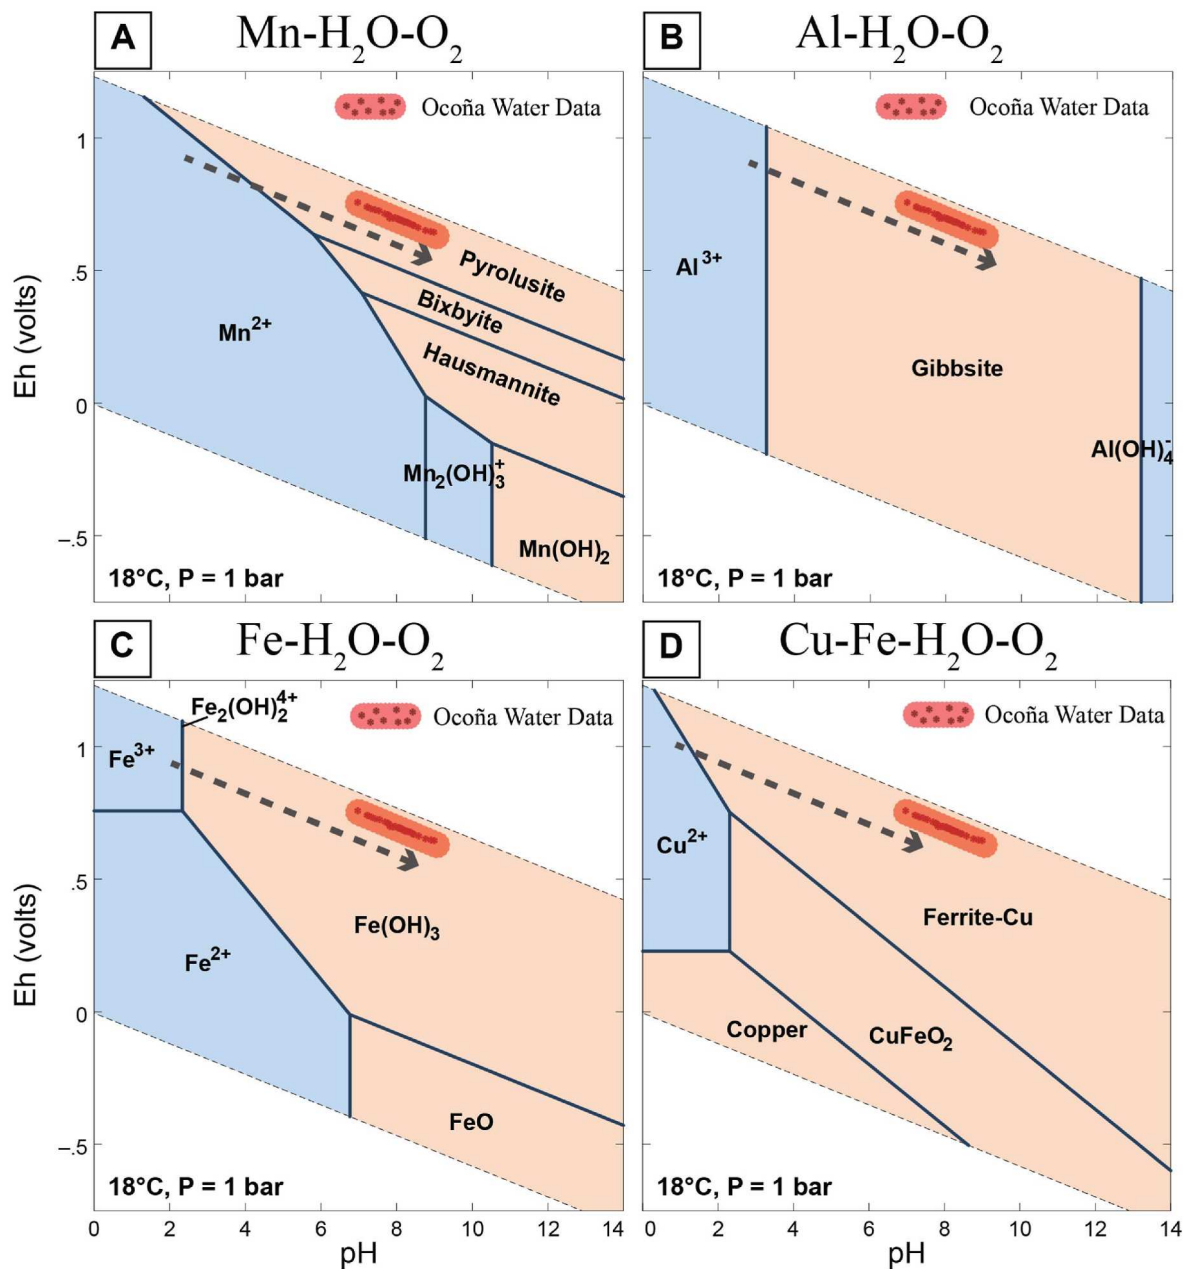 A Mn-H₂O-O₂
B Al-H₂O-O₂
Ocoña Water Data
Ocoña Water Data
Eh (volts)
1
.5
0
–.5
Mn²⁺
Pyrolusite
Bixbyite
Hausmannite
Mn₂(OH)₃⁺
Mn(OH)₂
18°C, P = 1 bar
Al³⁺
Gibbsite
Al(OH)₄⁻
18°C, P = 1 bar
C Fe-H₂O-O₂
D Cu-Fe-H₂O-O₂
Fe₂(OH)₂⁴⁺
Ocoña Water Data
Ocoña Water Data
Eh (volts)
1
.5
0
–.5
Fe³⁺
Fe²⁺
Fe(OH)₃
FeO
18°C, P = 1 bar
Cu²⁺
Ferrite-Cu
Copper
CuFeO₂
18°C, P = 1 bar
0 2 4 6 8 10 12 14
0 2 4 6 8 10 12 14
pH
pH